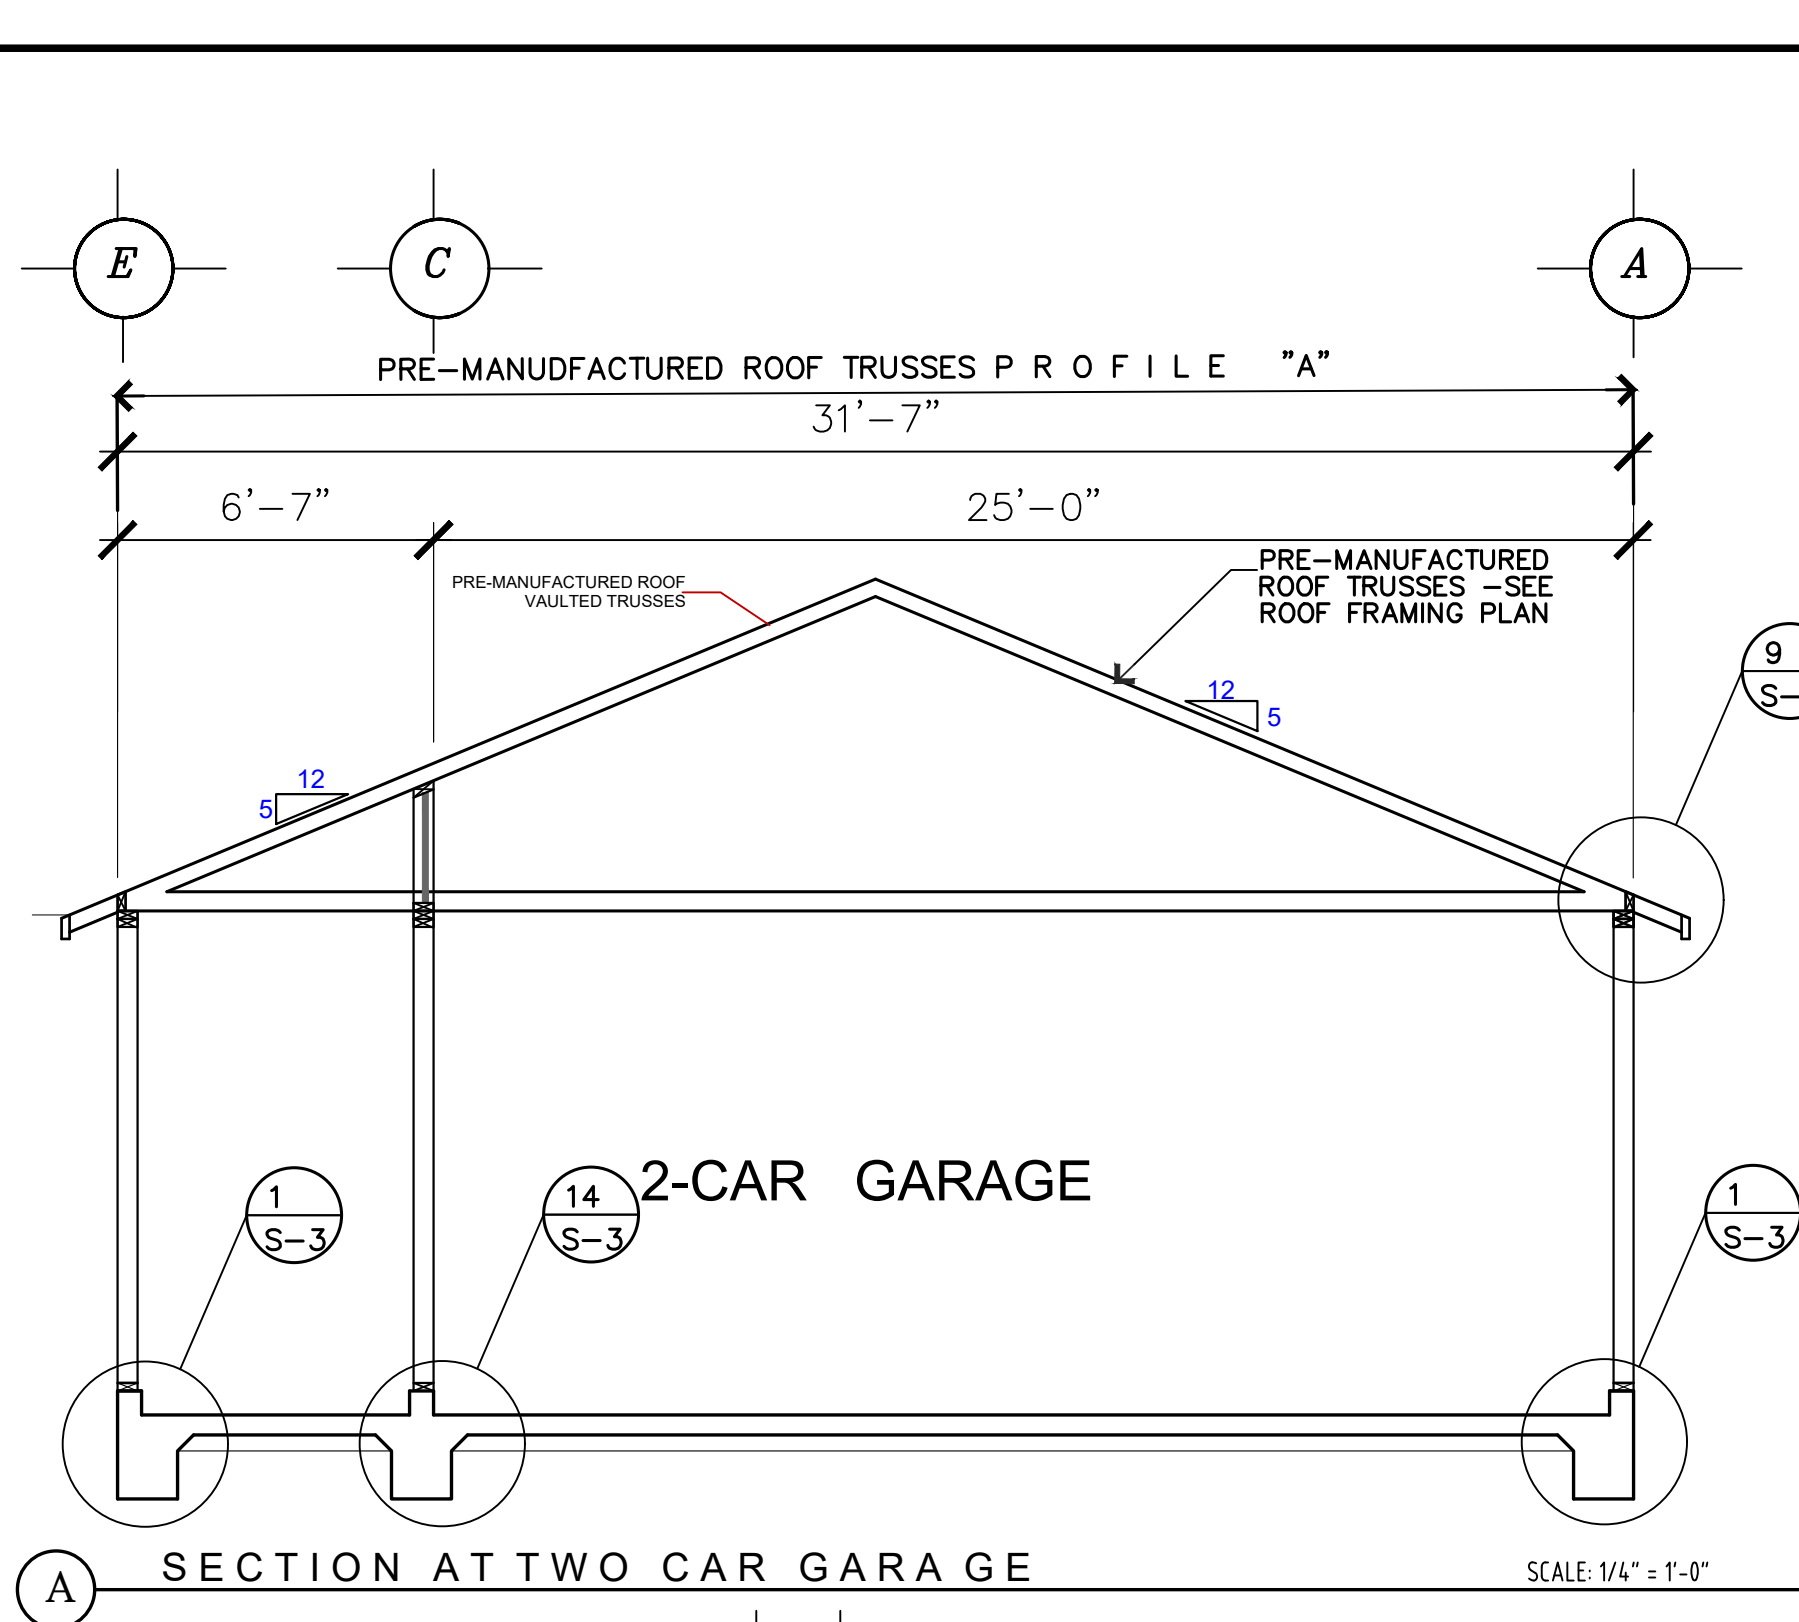 E
C
A
PRE-MANUDFACTURED ROOF TRUSSES P R O F I L E "A"
31'-7"
6'-7"
25'-0"
PRE-MANUFACTURED ROOF
VAULTED TRUSSES
PRE-MANUFACTURED
ROOF TRUSSES -SEE
ROOF FRAMING PLAN
9
S-
12
5
12
5
2-CAR GARAGE
1
S-3
14
S-3
1
S-3
A
SECTION AT TWO CAR GARAGE
SCALE: 1/4" = 1'-0"